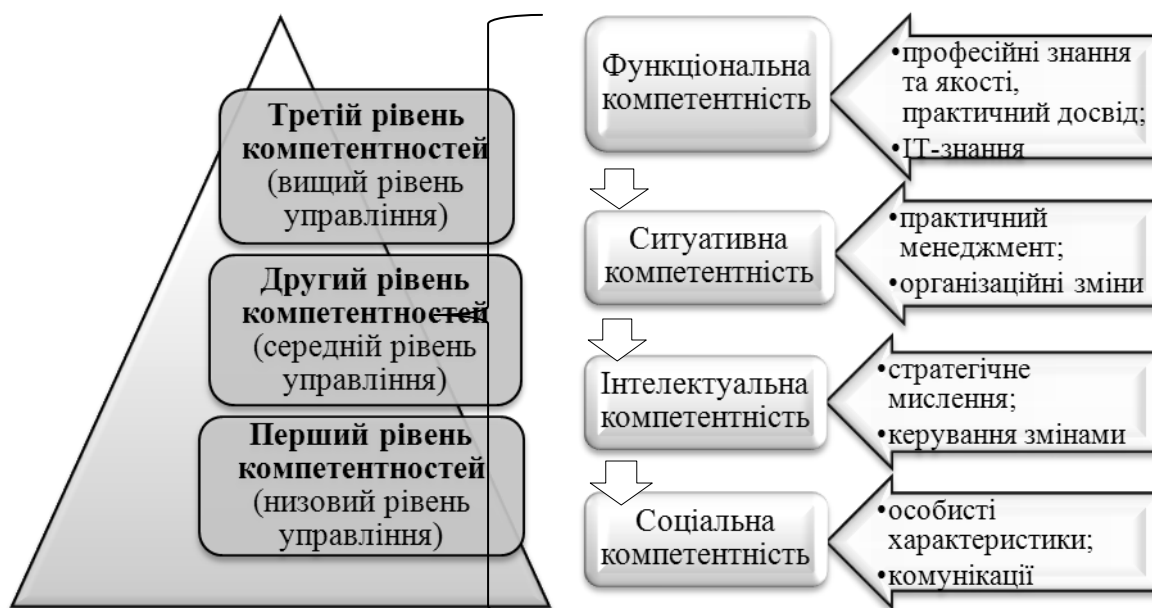 Третій рівень
компетентностей
(вищий рівень
управління)
Другий рівень
компетентностей
(середній рівень
управління)
Перший рівень
компетентностей
(низовий рівень
управління)
Функціональна
компетентність
•професійні знання
та якості,
практичний досвід;
•ІТ-знання
Ситуативна
компетентність
•практичний
менеджмент;
•організаційні зміни
Інтелектуальна
компетентність
•стратегічне
мислення;
•керування змінами
Соціальна
компетентність
•особисті
характеристики;
•комунікації